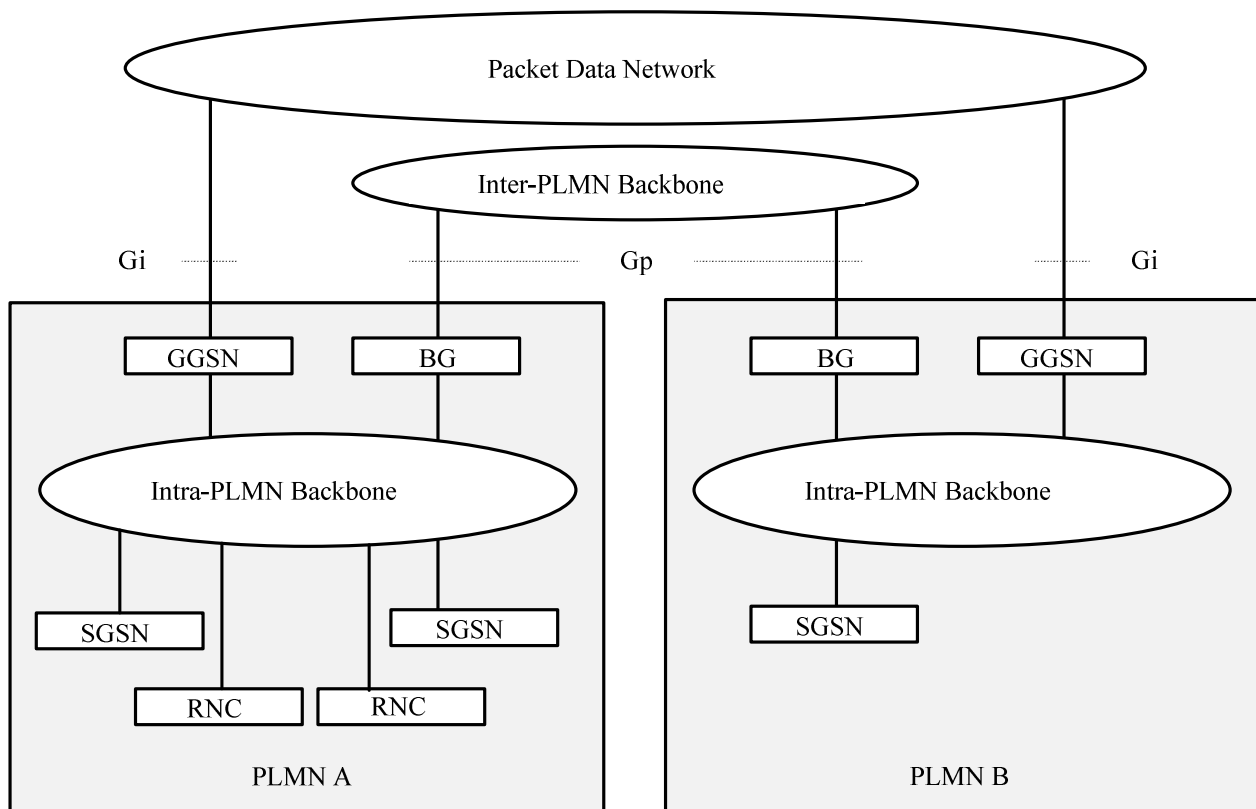 Packet Data Network
Inter-PLMN Backbone
Gi
Gp
Gi
GGSN
BG
BG
GGSN
Intra-PLMN Backbone
Intra-PLMN Backbone
SGSN
SGSN
SGSN
RNC
RNC
PLMN A
PLMN B